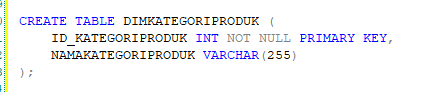 CREATE TABLE DIMKATEGORIPRODUK (
ID_KATEGORIPRODUK INT NOT NULL PRIMARY KEY,
NAMAKATEGORIPRODUK VARCHAR(255)
);